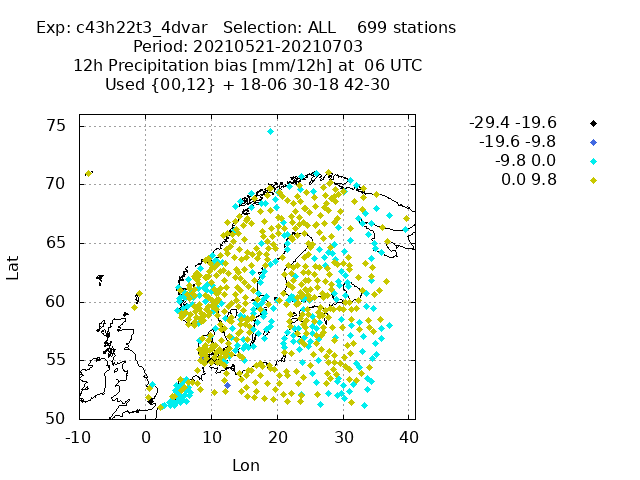 Exp: c43h22t3_4dvar   Selection: ALL    699 stations
Period: 20210521-20210703
12h Precipitation bias [mm/12h] at  06 UTC
Used {00,12} + 18-06 30-18 42-30
-29.4 -19.6
-19.6 -9.8
-9.8 0.0
0.0 9.8
75
70
65
60
55
50
Lat
-10 0 10 20 30 40
Lon